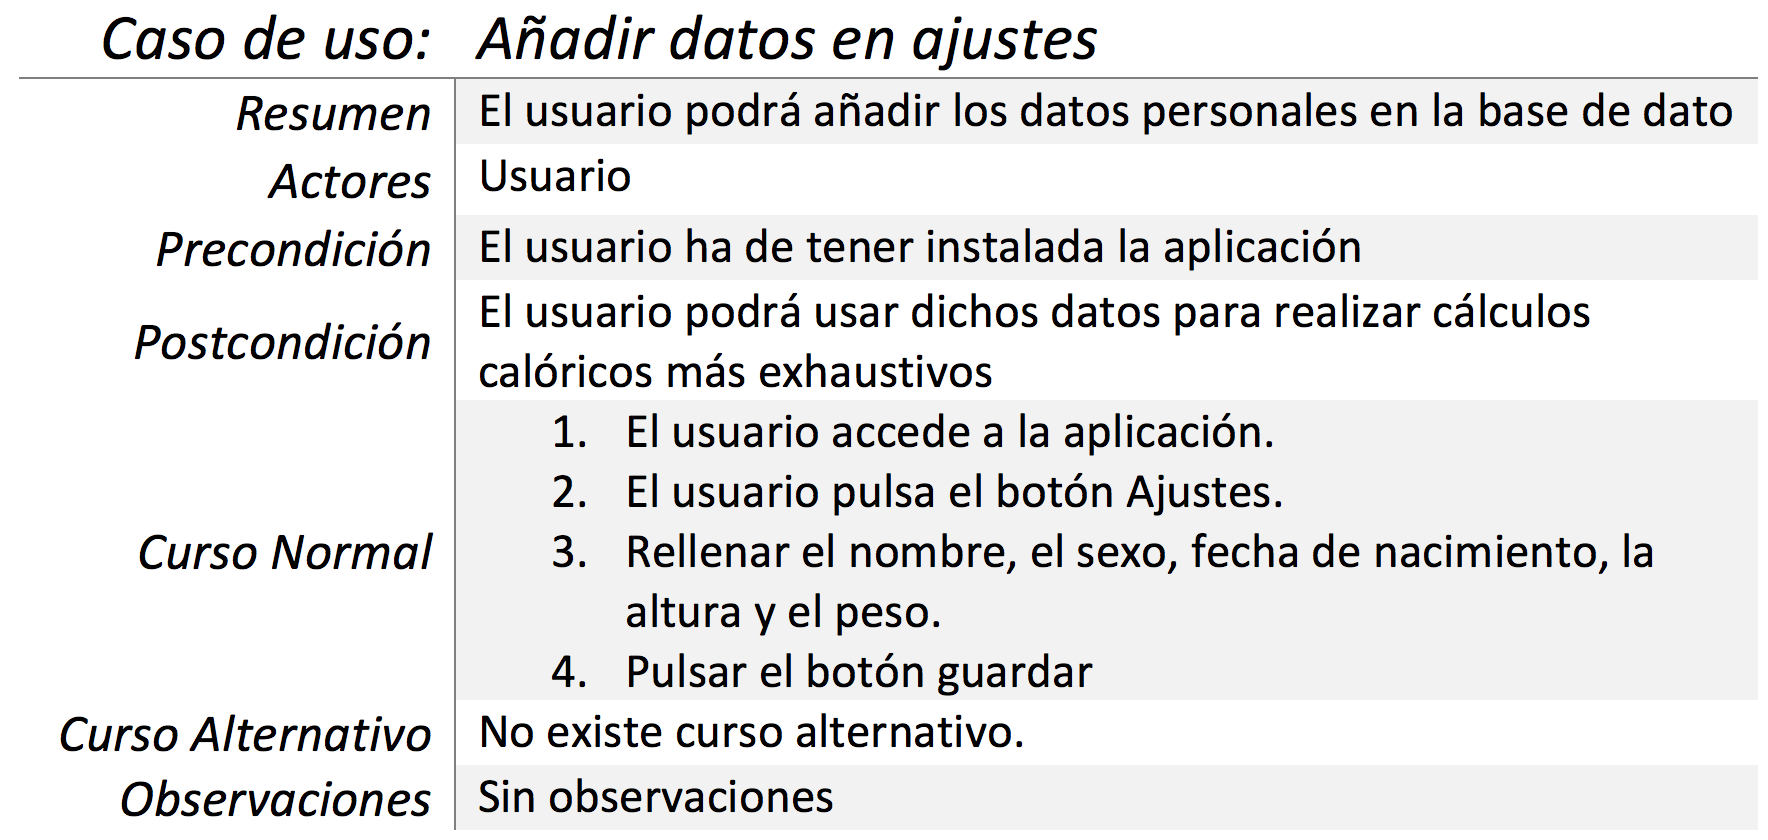 Caso de uso: Añadir datos en ajustes
Resumen El usuario podrá añadir los datos personales en la base de dato
Actores Usuario
Precondición El usuario ha de tener instalada la aplicación
Postcondición El usuario podrá usar dichos datos para realizar cálculos
calóricos más exhaustivos
Curso Normal
1. El usuario accede a la aplicación.
2. El usuario pulsa el botón Ajustes.
3. Rellenar el nombre, el sexo, fecha de nacimiento, la
altura y el peso.
4. Pulsar el botón guardar
Curso Alternativo No existe curso alternativo.
Observaciones Sin observaciones